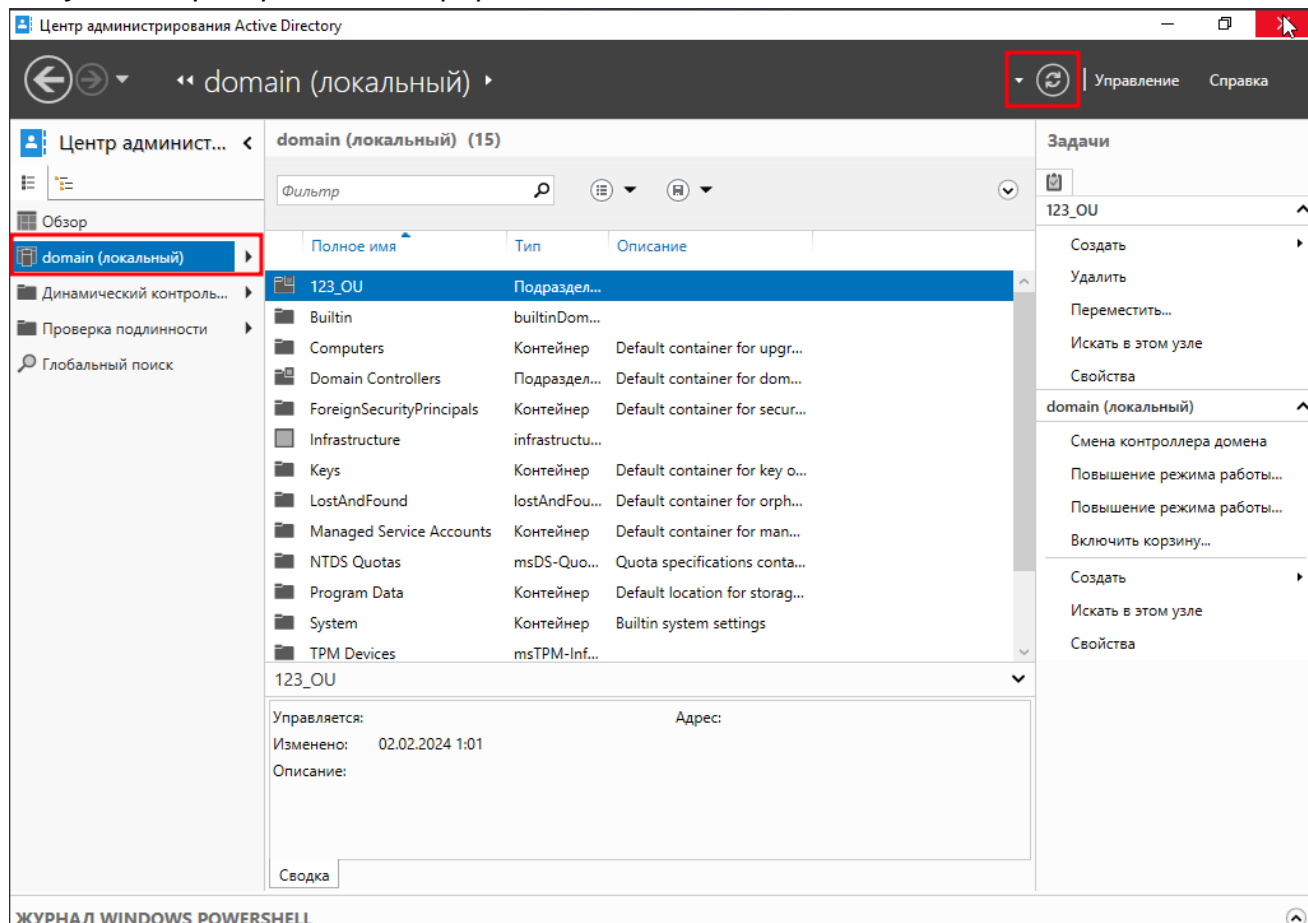 Центр администрирования Active Directory
domain (локальный)
Управление
Справка
Центр админист...
Обзор
domain (локальный)
Динамический контроль...
Проверка подлинности
Глобальный поиск
domain (локальный) (15)
Фильтр
Полное имя Тип Описание
123_OU Подраздел...
Builtin builtinDom...
Computers Контейнер Default container for upgr...
Domain Controllers Подраздел... Default container for dom...
ForeignSecurityPrincipals Контейнер Default container for secur...
Infrastructure infrastructu...
Keys Контейнер Default container for key o...
LostAndFound lostAndFou... Default container for orph...
Managed Service Accounts Контейнер Default container for man...
NTDS Quotas msDS-Quo... Quota specifications conta...
Program Data Контейнер Default location for storag...
System Контейнер Builtin system settings
TPM Devices msTPM-Inf...
123_OU
Управляется: Адрес:
Изменено: 02.02.2024 1:01
Описание:
Сводка
Задачи
123_OU
Создать
Удалить
Переместить...
Искать в этом узле
Свойства
domain (локальный)
Смена контроллера домена
Повышение режима работы...
Повышение режима работы...
Включить корзину...
Создать
Искать в этом узле
Свойства
ЖУРНАЛ WINDOWS POWERSHELL